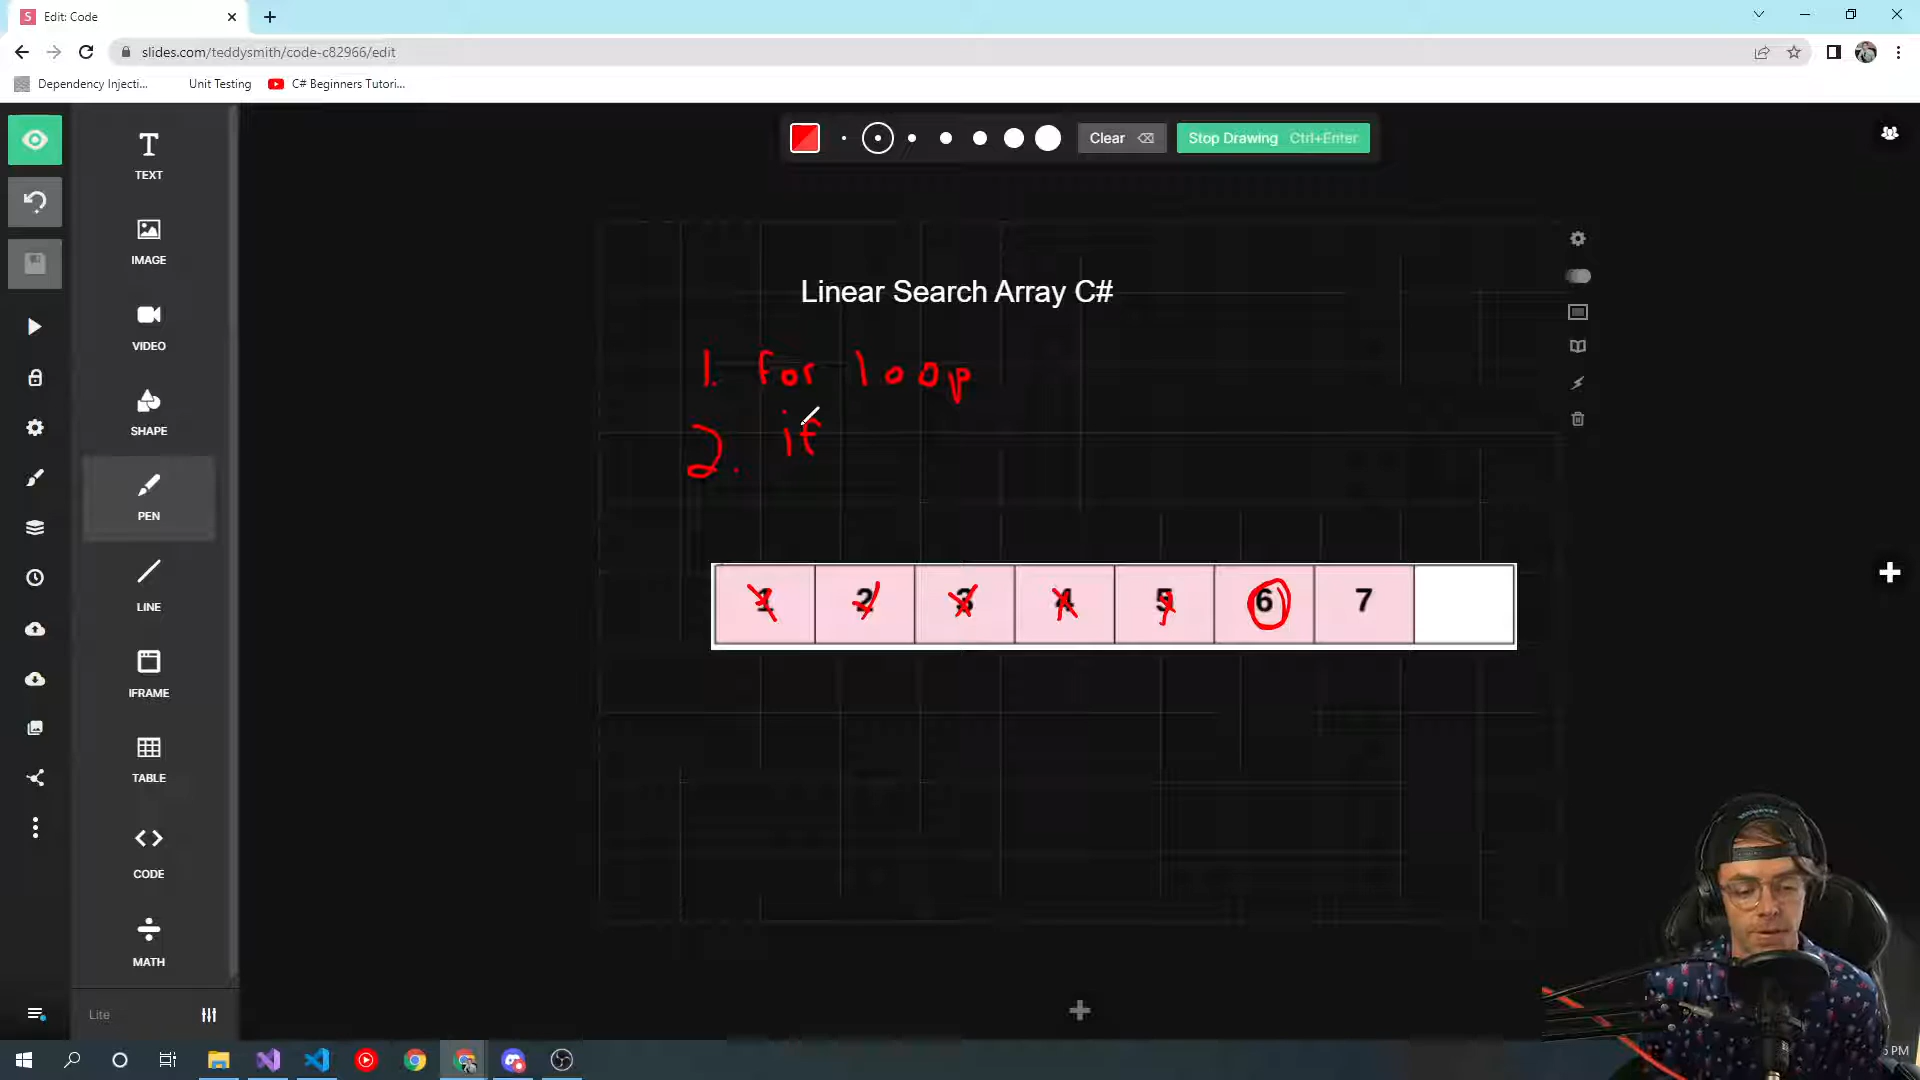 Edit: Code
slides.com/teddysmith/code-c82966/edit
Dependency Injecti...
Unit Testing
C# Beginners Tutori...
TEXT
IMAGE
VIDEO
SHAPE
PEN
LINE
IFRAME
TABLE
CODE
MATH
Lite
Clear
Stop Drawing Ctrl+Enter
Linear Search Array C#
1. for loop
2. if
1 2 3 4 5 6 7
PM